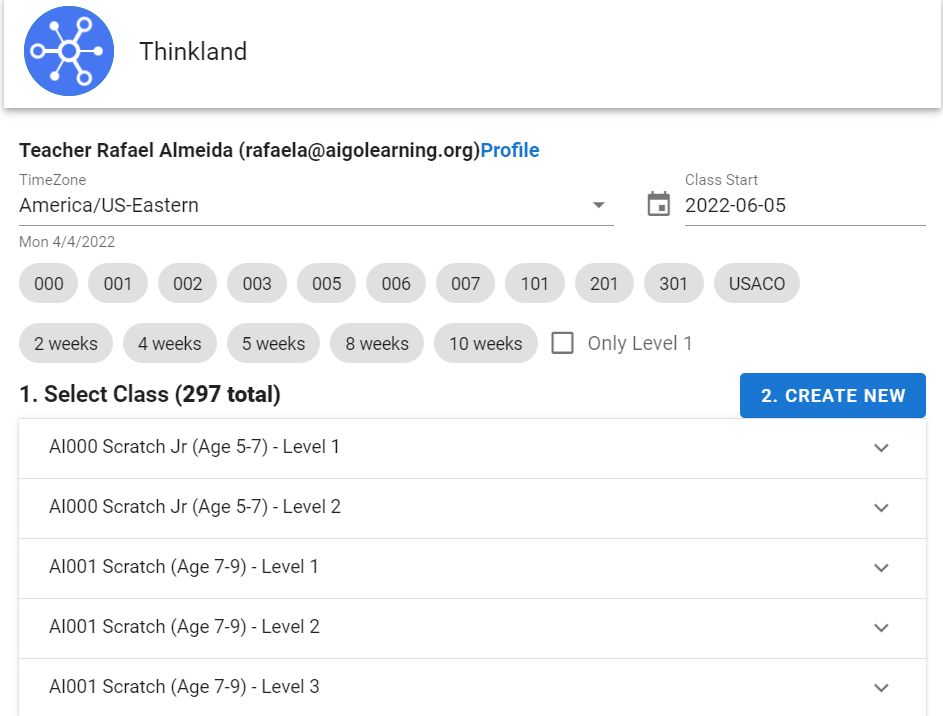 Thinkland
Teacher Rafael Almeida (rafaela@aigolearning.org)Profile
TimeZone
America/US-Eastern
Class Start
2022-06-05
Mon 4/4/2022
000 001 002 003 005 006 007 101 201 301 USACO
2 weeks 4 weeks 5 weeks 8 weeks 10 weeks Only Level 1
1. Select Class (297 total)
2. CREATE NEW
AI000 Scratch Jr (Age 5-7) - Level 1
AI000 Scratch Jr (Age 5-7) - Level 2
AI001 Scratch (Age 7-9) - Level 1
AI001 Scratch (Age 7-9) - Level 2
AI001 Scratch (Age 7-9) - Level 3